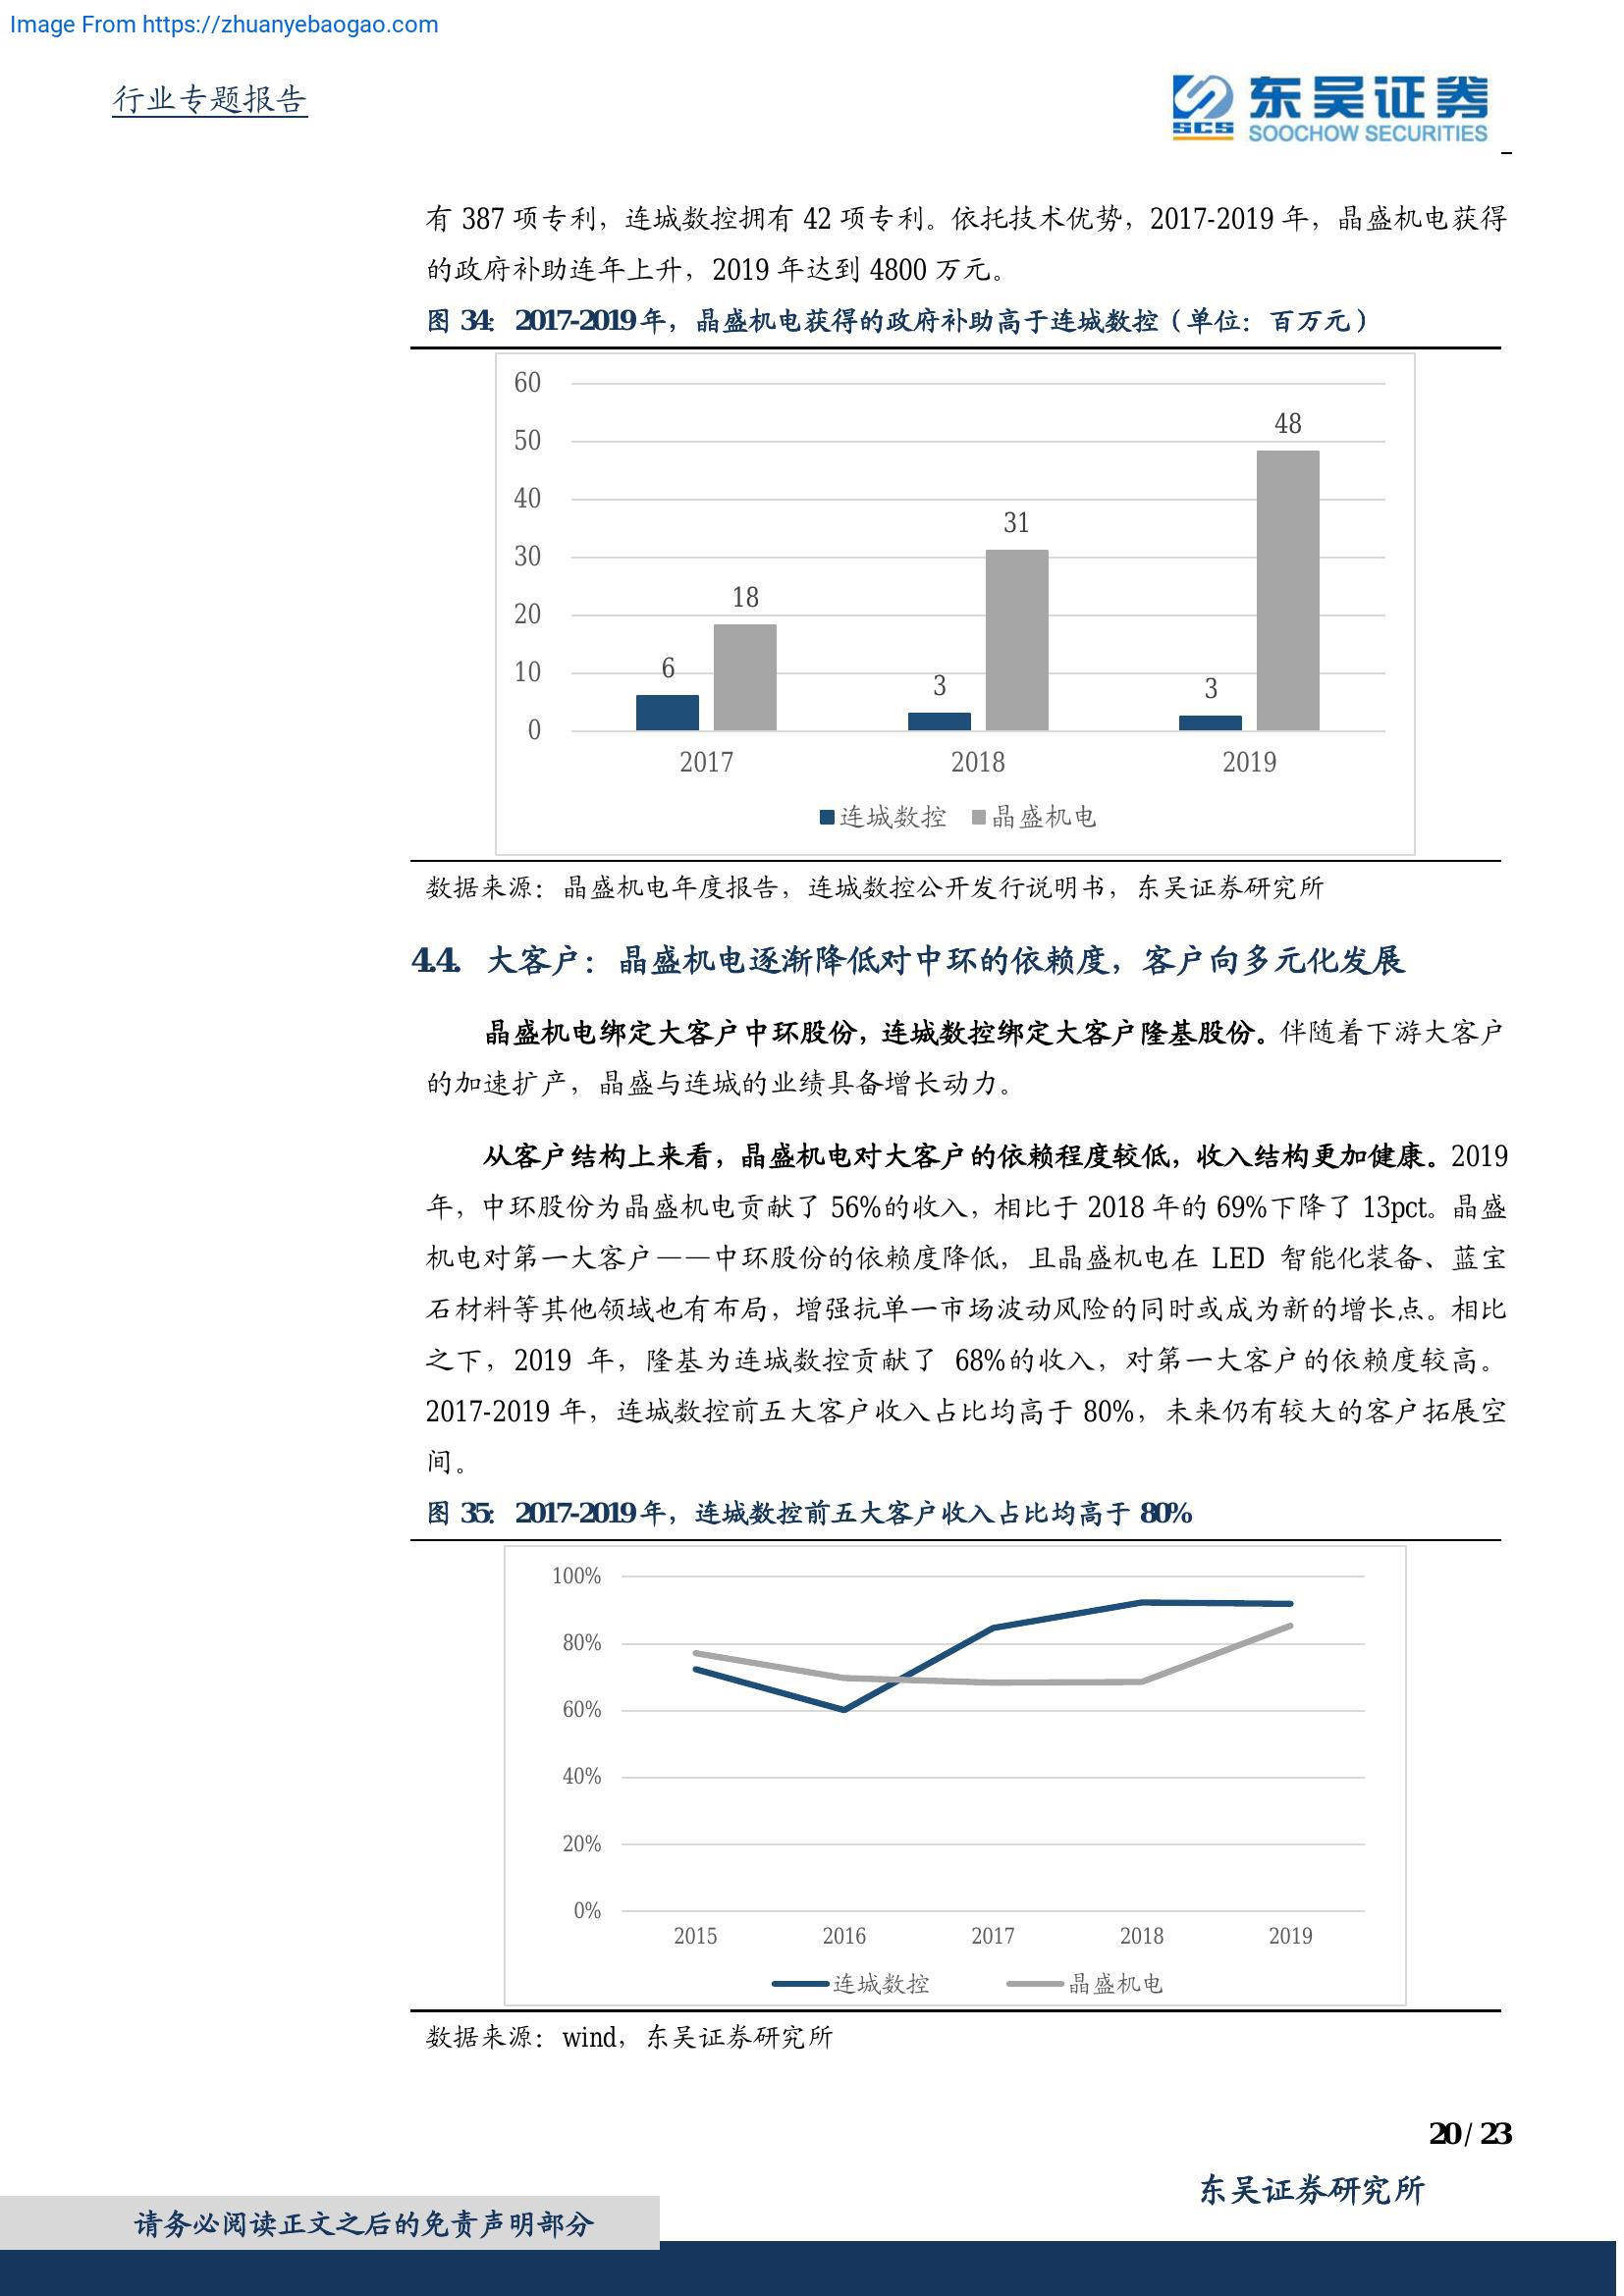 Image From https://zhuanyebaogao.com
行业专题报告
东吴证券
SCS
SOOCHOW SECURITIES
有 387 项专利，连城数控拥有 42 项专利。依托技术优势，2017-2019 年，晶盛机电获得
的政府补助连年上升，2019 年达到 4800 万元。
图 34：2017-2019 年，晶盛机电获得的政府补助高于连城数控（单位：百万元）
60
50
40
30
20
10
0
6
18
3
31
3
48
2017 2018 2019
连城数控 晶盛机电
数据来源：晶盛机电年度报告，连城数控公开发行说明书，东吴证券研究所
4.4. 大客户：晶盛机电逐渐降低对中环的依赖度，客户向多元化发展
晶盛机电绑定大客户中环股份，连城数控绑定大客户隆基股份。伴随着下游大客户
的加速扩产，晶盛与连城的业绩具备增长动力。
从客户结构上来看，晶盛机电对大客户的依赖程度较低，收入结构更加健康。2019
年，中环股份为晶盛机电贡献了 56%的收入，相比于 2018 年的 69%下降了 13pct。晶盛
机电对第一大客户——中环股份的依赖度降低，且晶盛机电在 LED 智能化装备、蓝宝
石材料等其他领域也有布局，增强抗单一市场波动风险的同时或成为新的增长点。相比
之下，2019 年，隆基为连城数控贡献了 68%的收入，对第一大客户的依赖度较高。
2017-2019 年，连城数控前五大客户收入占比均高于 80%，未来仍有较大的客户拓展空
间。
图 35：2017-2019 年，连城数控前五大客户收入占比均高于 80%
100%
80%
60%
40%
20%
0%
2015 2016 2017 2018 2019
连城数控 晶盛机电
数据来源：wind，东吴证券研究所
20 / 23
东吴证券研究所
请务必阅读正文之后的免责声明部分